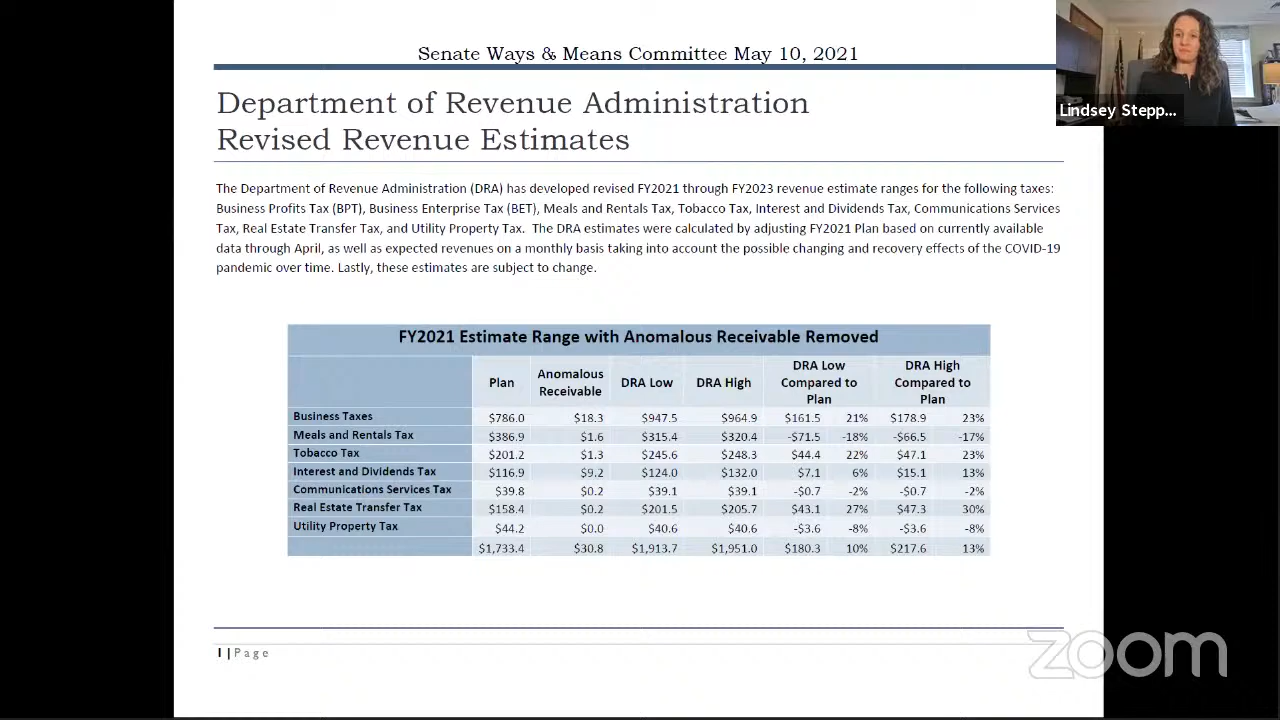 Senate Ways & Means Committee May 10, 2021
Lindsey Stepp...
Department of Revenue Administration
Revised Revenue Estimates
The Department of Revenue Administration (DRA) has developed revised FY2021 through FY2023 revenue estimate ranges for the following taxes:
Business Profits Tax (BPT), Business Enterprise Tax (BET), Meals and Rentals Tax, Tobacco Tax, Interest and Dividends Tax, Communications Services
Tax, Real Estate Transfer Tax, and Utility Property Tax. The DRA estimates were calculated by adjusting FY2021 Plan based on currently available
data through April, as well as expected revenues on a monthly basis taking into account the possible changing and recovery effects of the COVID-19
pandemic over time. Lastly, these estimates are subject to change.
FY2021 Estimate Range with Anomalous Receivable Removed
Plan Anomalous Receivable DRA Low DRA High DRA Low Compared to Plan DRA High Compared to Plan
Business Taxes $786.0 $18.3 $947.5 $964.9 $161.5 21% $178.9 23%
Meals and Rentals Tax $386.9 $1.6 $315.4 $320.4 -$71.5 -18% -$66.5 -17%
Tobacco Tax $201.2 $1.3 $245.6 $248.3 $44.4 22% $47.1 23%
Interest and Dividends Tax $116.9 $9.2 $124.0 $132.0 $7.1 6% $15.1 13%
Communications Services Tax $39.8 $0.2 $39.1 $39.1 -$0.7 -2% -$0.7 -2%
Real Estate Transfer Tax $158.4 $0.2 $201.5 $205.7 $43.1 27% $47.3 30%
Utility Property Tax $44.2 $0.0 $40.6 $40.6 -$3.6 -8% -$3.6 -8%
$1,733.4 $30.8 $1,913.7 $1,951.0 $180.3 10% $217.6 13%
1 | Page
zoom